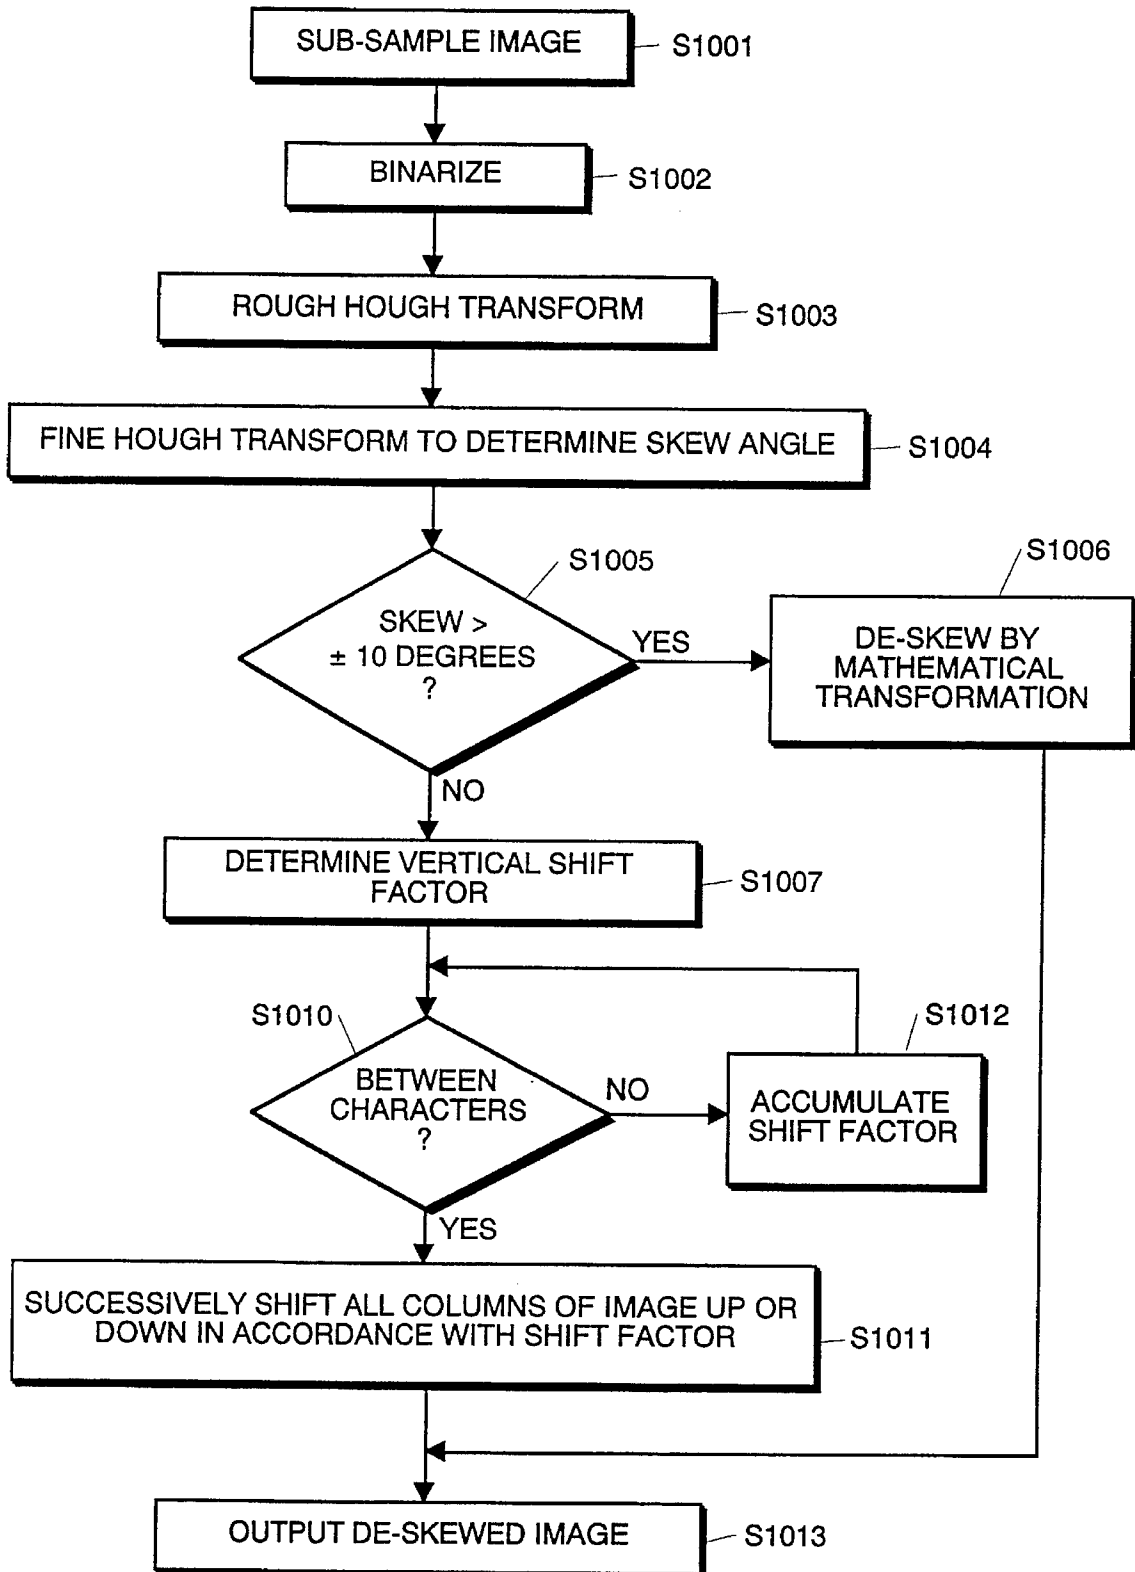 SUB-SAMPLE IMAGE
S1001
BINARIZE
S1002
ROUGH HOUGH TRANSFORM
S1003
FINE HOUGH TRANSFORM TO DETERMINE SKEW ANGLE
S1004
S1005
SKEW >
± 10 DEGREES
?
YES
S1006
DE-SKEW BY
MATHEMATICAL
TRANSFORMATION
NO
DETERMINE VERTICAL SHIFT
FACTOR
S1007
S1010
BETWEEN
CHARACTERS
?
NO
S1012
ACCUMULATE
SHIFT FACTOR
YES
SUCCESSIVELY SHIFT ALL COLUMNS OF IMAGE UP OR
DOWN IN ACCORDANCE WITH SHIFT FACTOR
S1011
OUTPUT DE-SKEWED IMAGE
S1013